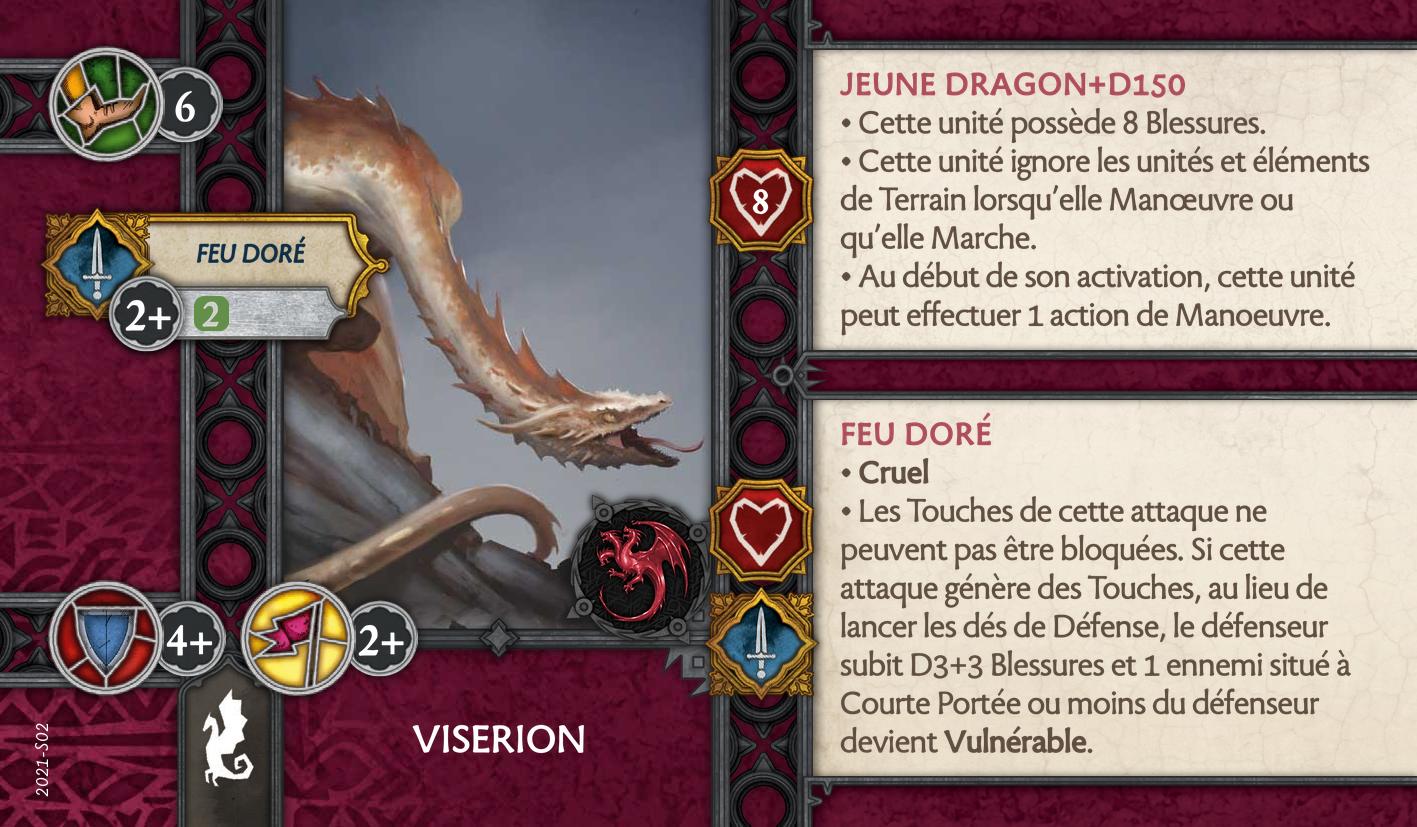 6
FEU DORÉ
2+ 2
4+
2+
VISERION
2021-S02
8
JEUNE DRAGON+D150
• Cette unité possède 8 Blessures.
• Cette unité ignore les unités et éléments
de Terrain lorsqu'elle Manœuvre ou
qu'elle Marche.
• Au début de son activation, cette unité
peut effectuer 1 action de Manoeuvre.
FEU DORÉ
• Cruel
• Les Touches de cette attaque ne
peuvent pas être bloquées. Si cette
attaque génère des Touches, au lieu de
lancer les dés de Défense, le défenseur
subit D3+3 Blessures et 1 ennemi situé à
Courte Portée ou moins du défenseur
devient Vulnérable.